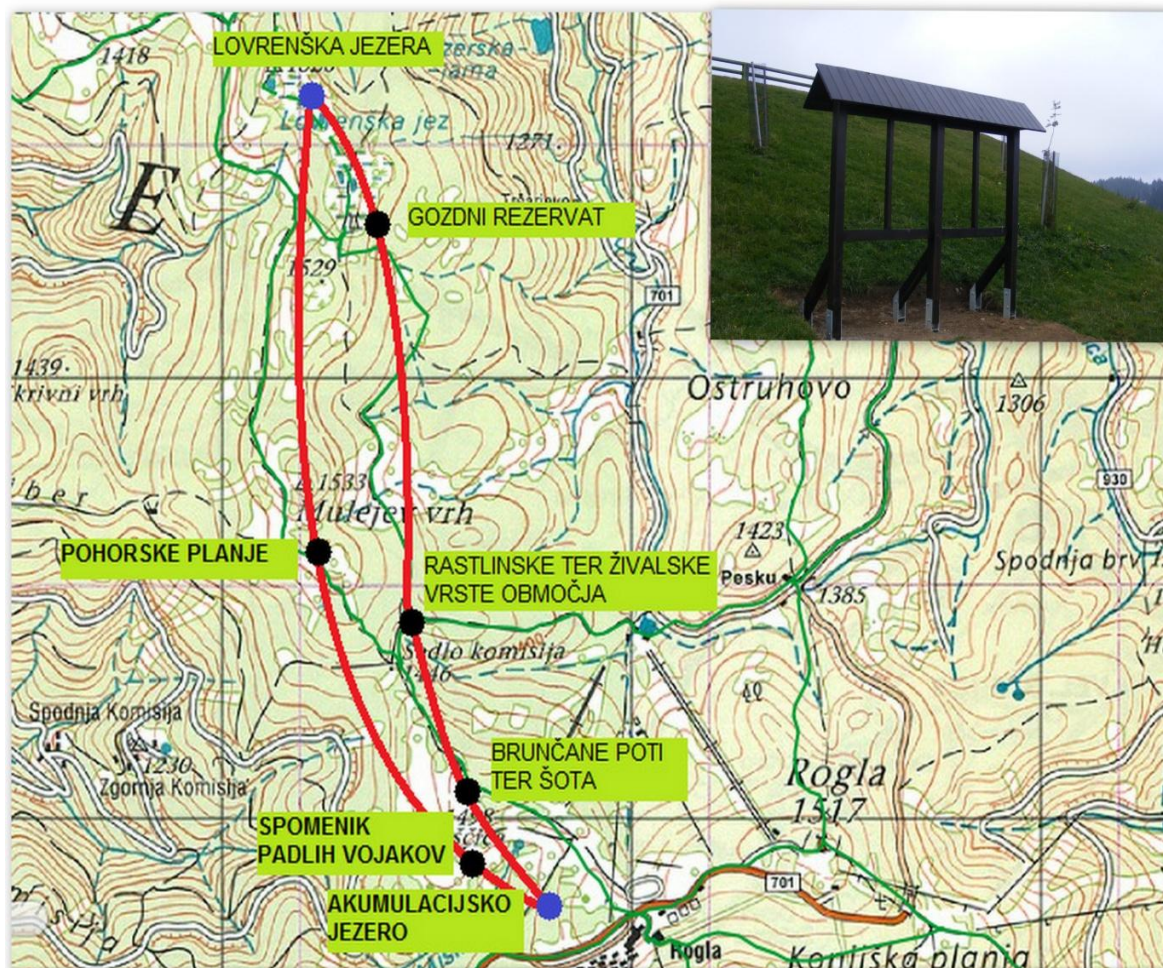 LOVRENŠKA JEZERA
1418
Lovrenska jez
1271
E
GOZDNI REZERVAT
1529
701
1439
krivni vrh
Ostruhovo
1306
1533
Mulejev vrh
930
1423
POHORSKE PLANJE
RASTLINSKE TER ŽIVALSKE
VRSTE OBMOČJA
Pesku
Spodnja brv
1385
Sedlo komisija
Spodnja Komisija
1230
Zgornja Komisija
BRUNČANE POTI
TER ŠOTA
Rogla
1517
SPOMENIK
PADLIH VOJAKOV
AKUMULACIJSKO
JEZERO
701
Rogla
Konjiška planja